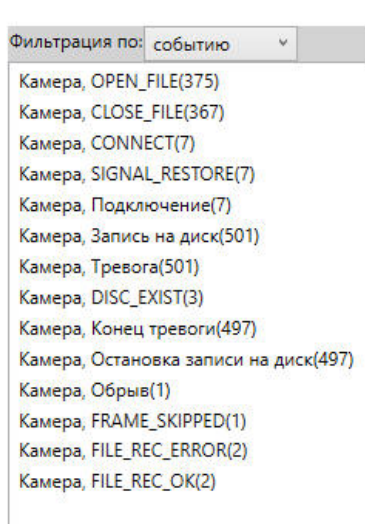 Фильтрация по: событию
Камера, OPEN_FILE(375)
Камера, CLOSE_FILE(367)
Камера, CONNECT(7)
Камера, SIGNAL_RESTORE(7)
Камера, Подключение(7)
Камера, Запись на диск(501)
Камера, Тревога(501)
Камера, DISC_EXIST(3)
Камера, Конец тревоги(497)
Камера, Остановка записи на диск(497)
Камера, Обрыв(1)
Камера, FRAME_SKIPPED(1)
Камера, FILE_REC_ERROR(2)
Камера, FILE_REC_OK(2)